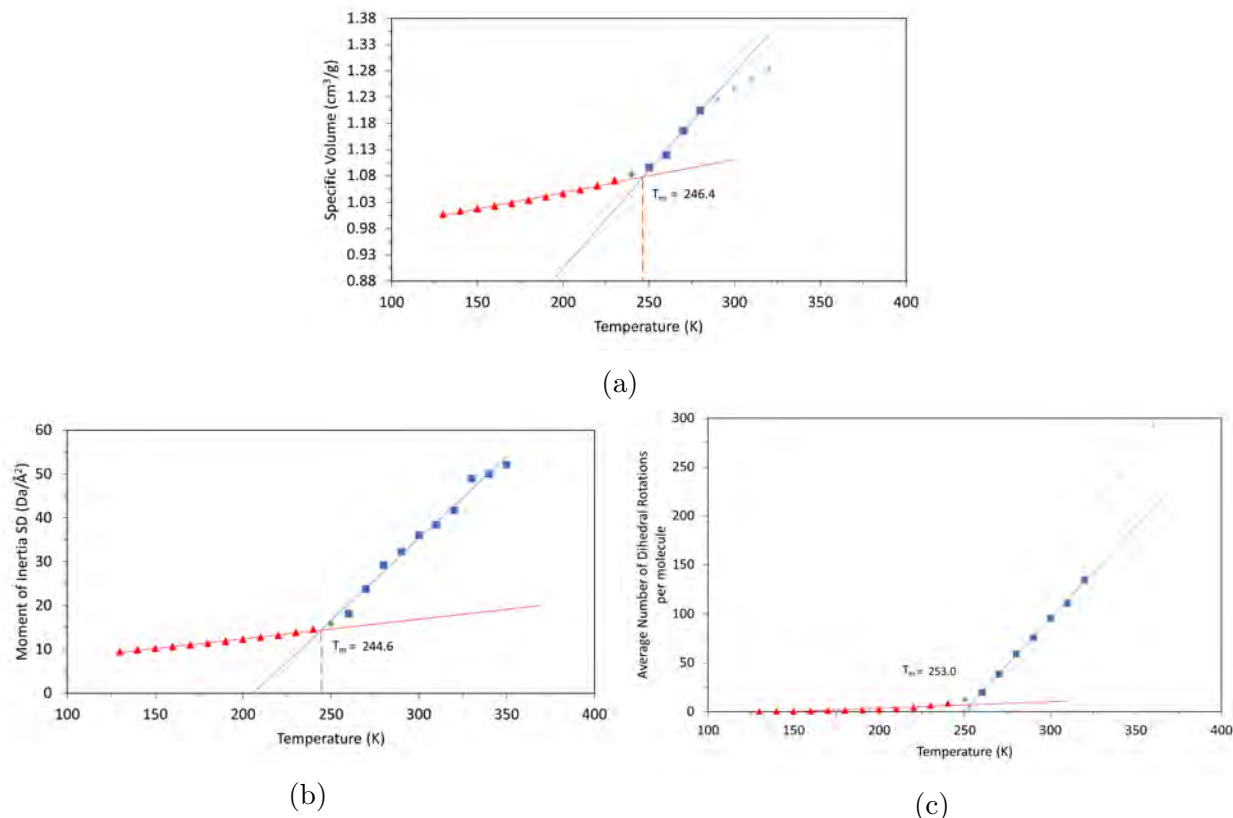 1.38
1.33
1.28
1.23
1.18
1.13
1.08
1.03
0.98
0.93
0.88
Specific Volume (cm³/g)
Tₘ = 246.4
100 150 200 250 300 350 400
Temperature (K)
(a)
60
50
40
30
20
10
0
Moment of Inertia SD (Da/Å²)
Tₘ = 244.6
100 150 200 250 300 350 400
Temperature (K)
(b)
300
250
200
150
100
50
0
Average Number of Dihedral Rotations
per molecule
Tₘ = 253.0
100 150 200 250 300 350 400
Temperature (K)
(c)